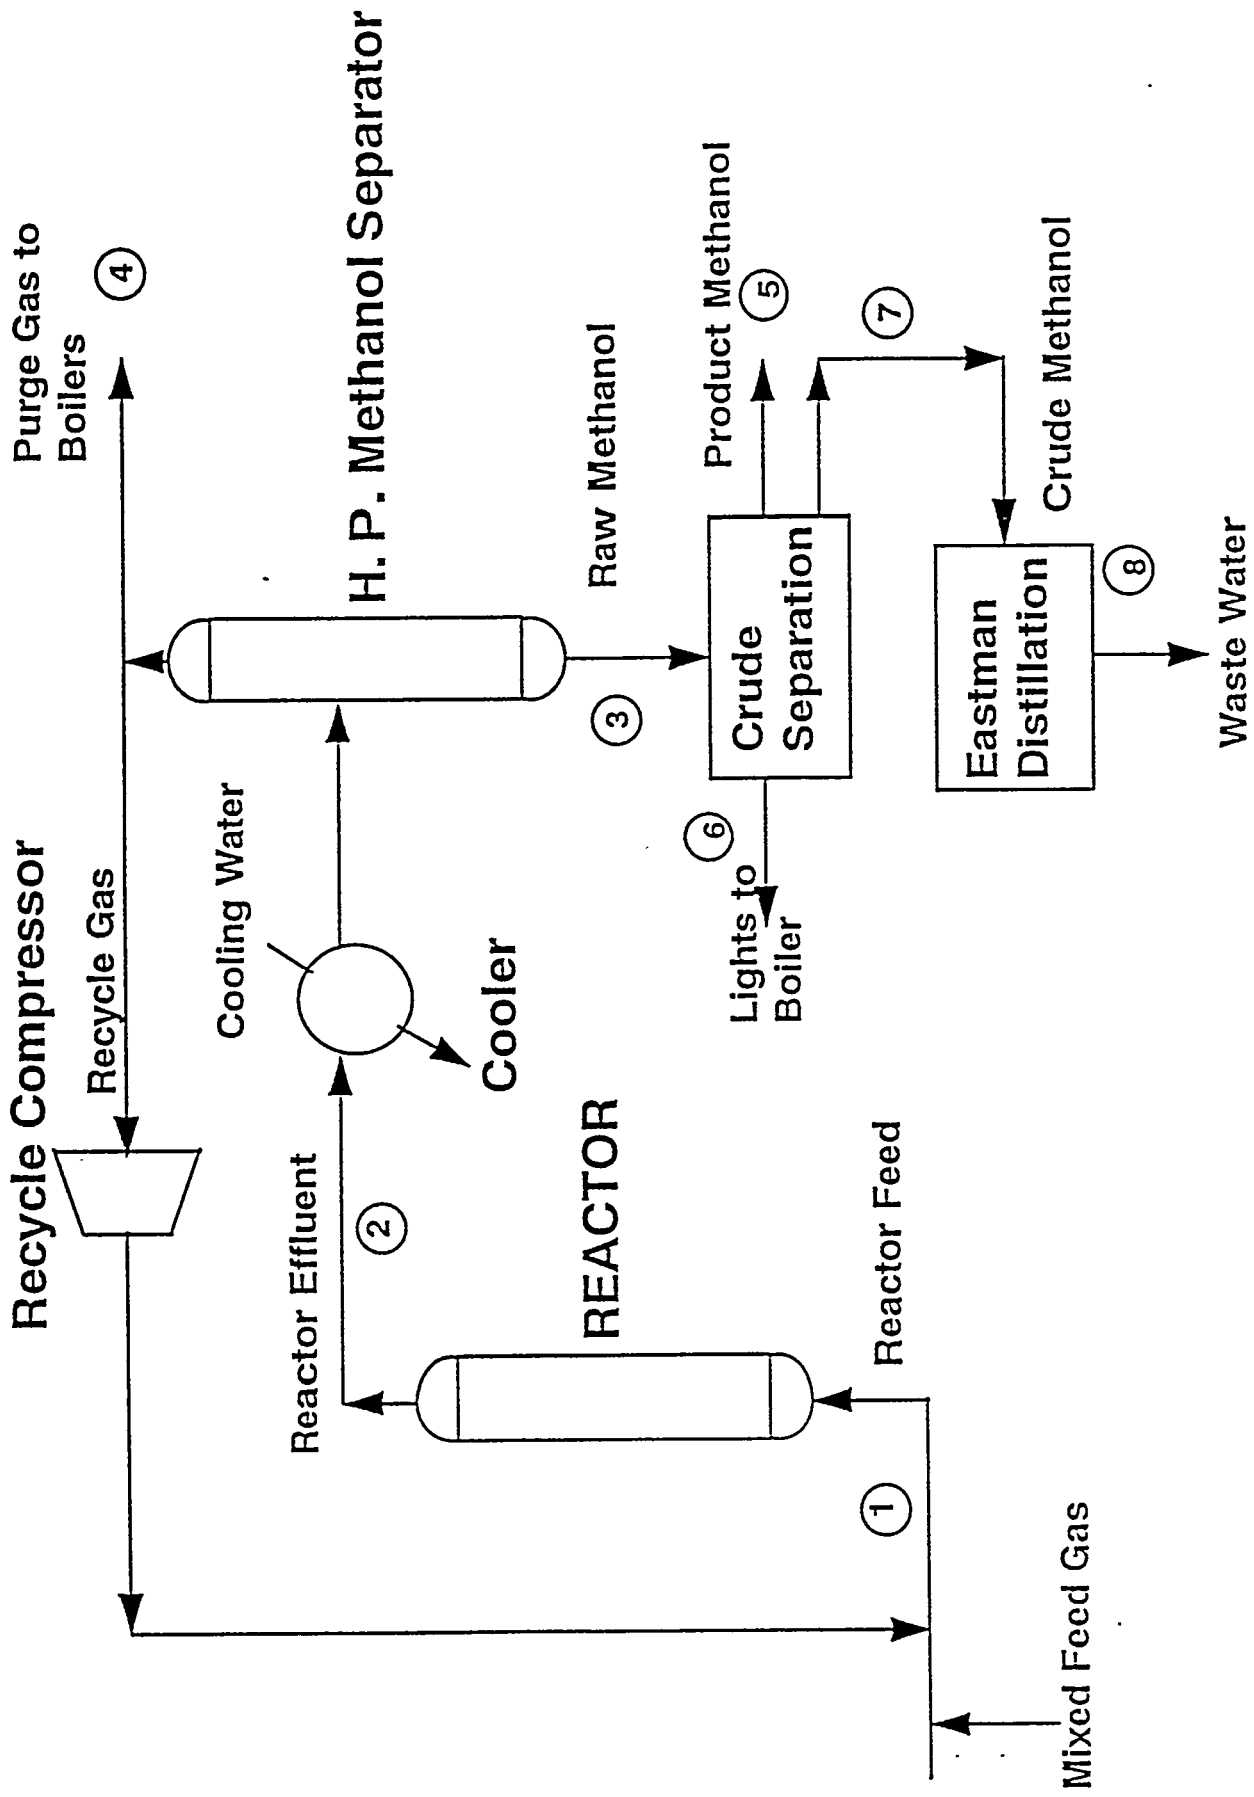 Recycle Compressor
Recycle Gas
Purge Gas to
Boilers
4
Cooling Water
H. P. Methanol Separator
Reactor Effluent
2
Cooler
REACTOR
3
Raw Methanol
6
Lights to
Boiler
Crude
Separation
Product Methanol
5
7
Reactor Feed
1
Eastman
Distillation
Crude Methanol
8
Mixed Feed Gas
Waste Water